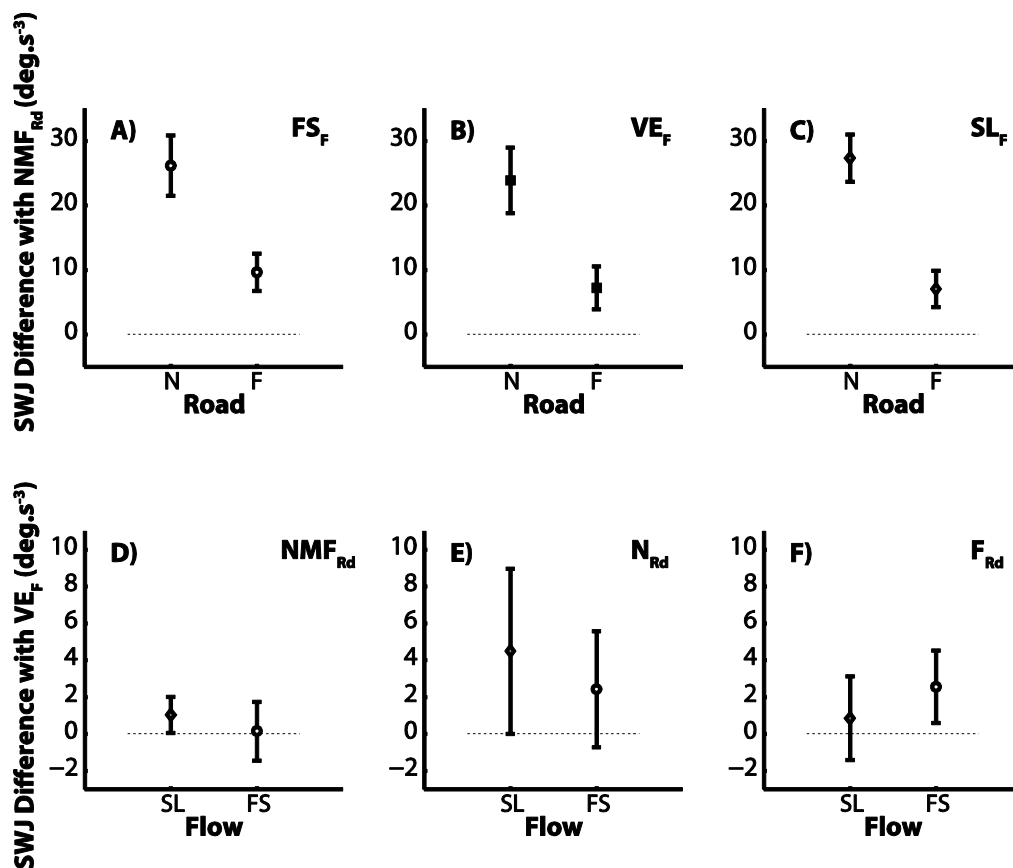 SWJ Difference with NMF_Rd (deg.s⁻³)
A) FS_F
30
20
10
0
N F
Road
B) VE_F
30
20
10
0
N F
Road
C) SL_F
30
20
10
0
N F
Road
SWJ Difference with VE_F (deg.s⁻³)
D) NMF_Rd
10
8
6
4
2
0
−2
SL FS
Flow
E) N_Rd
10
8
6
4
2
0
−2
SL FS
Flow
F) F_Rd
10
8
6
4
2
0
−2
SL FS
Flow